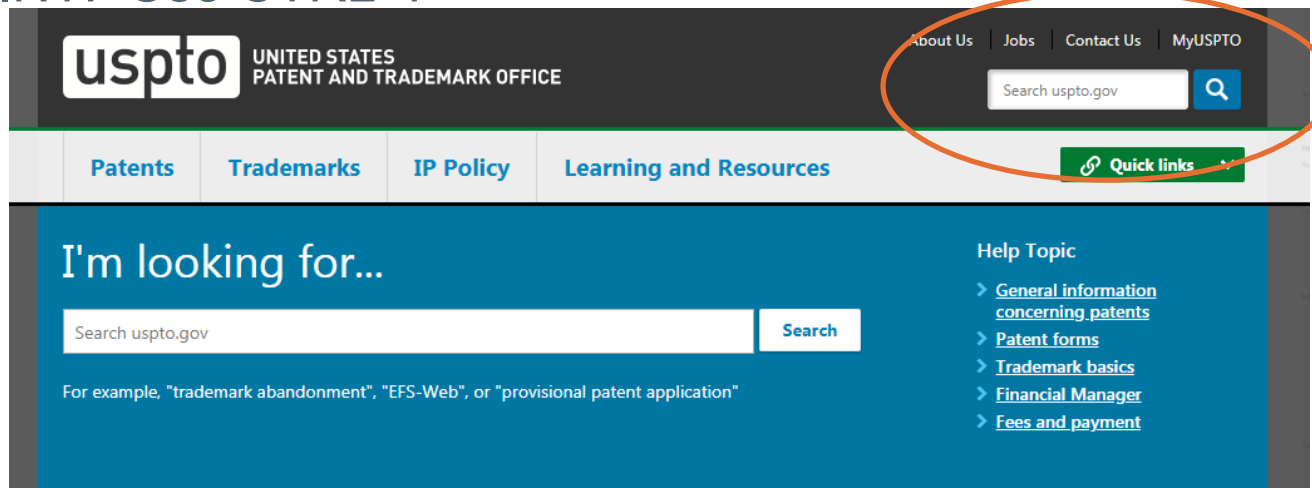 uspto UNITED STATES
PATENT AND TRADEMARK OFFICE
About Us Jobs Contact Us MyUSPTO
Search uspto.gov
Patents Trademarks IP Policy Learning and Resources Quick links
I'm looking for...
Search uspto.gov Search
For example, "trademark abandonment", "EFS-Web", or "provisional patent application"
Help Topic
General information
concerning patents
Patent forms
Trademark basics
Financial Manager
Fees and payment